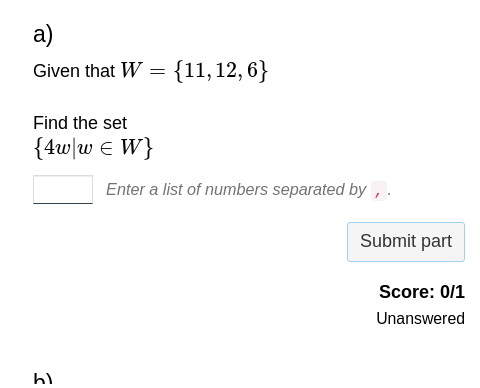 a)
Given that W = {11, 12, 6}
Find the set
{4w|w ∈ W}
Enter a list of numbers separated by , .
Submit part
Score: 0/1
Unanswered
b)